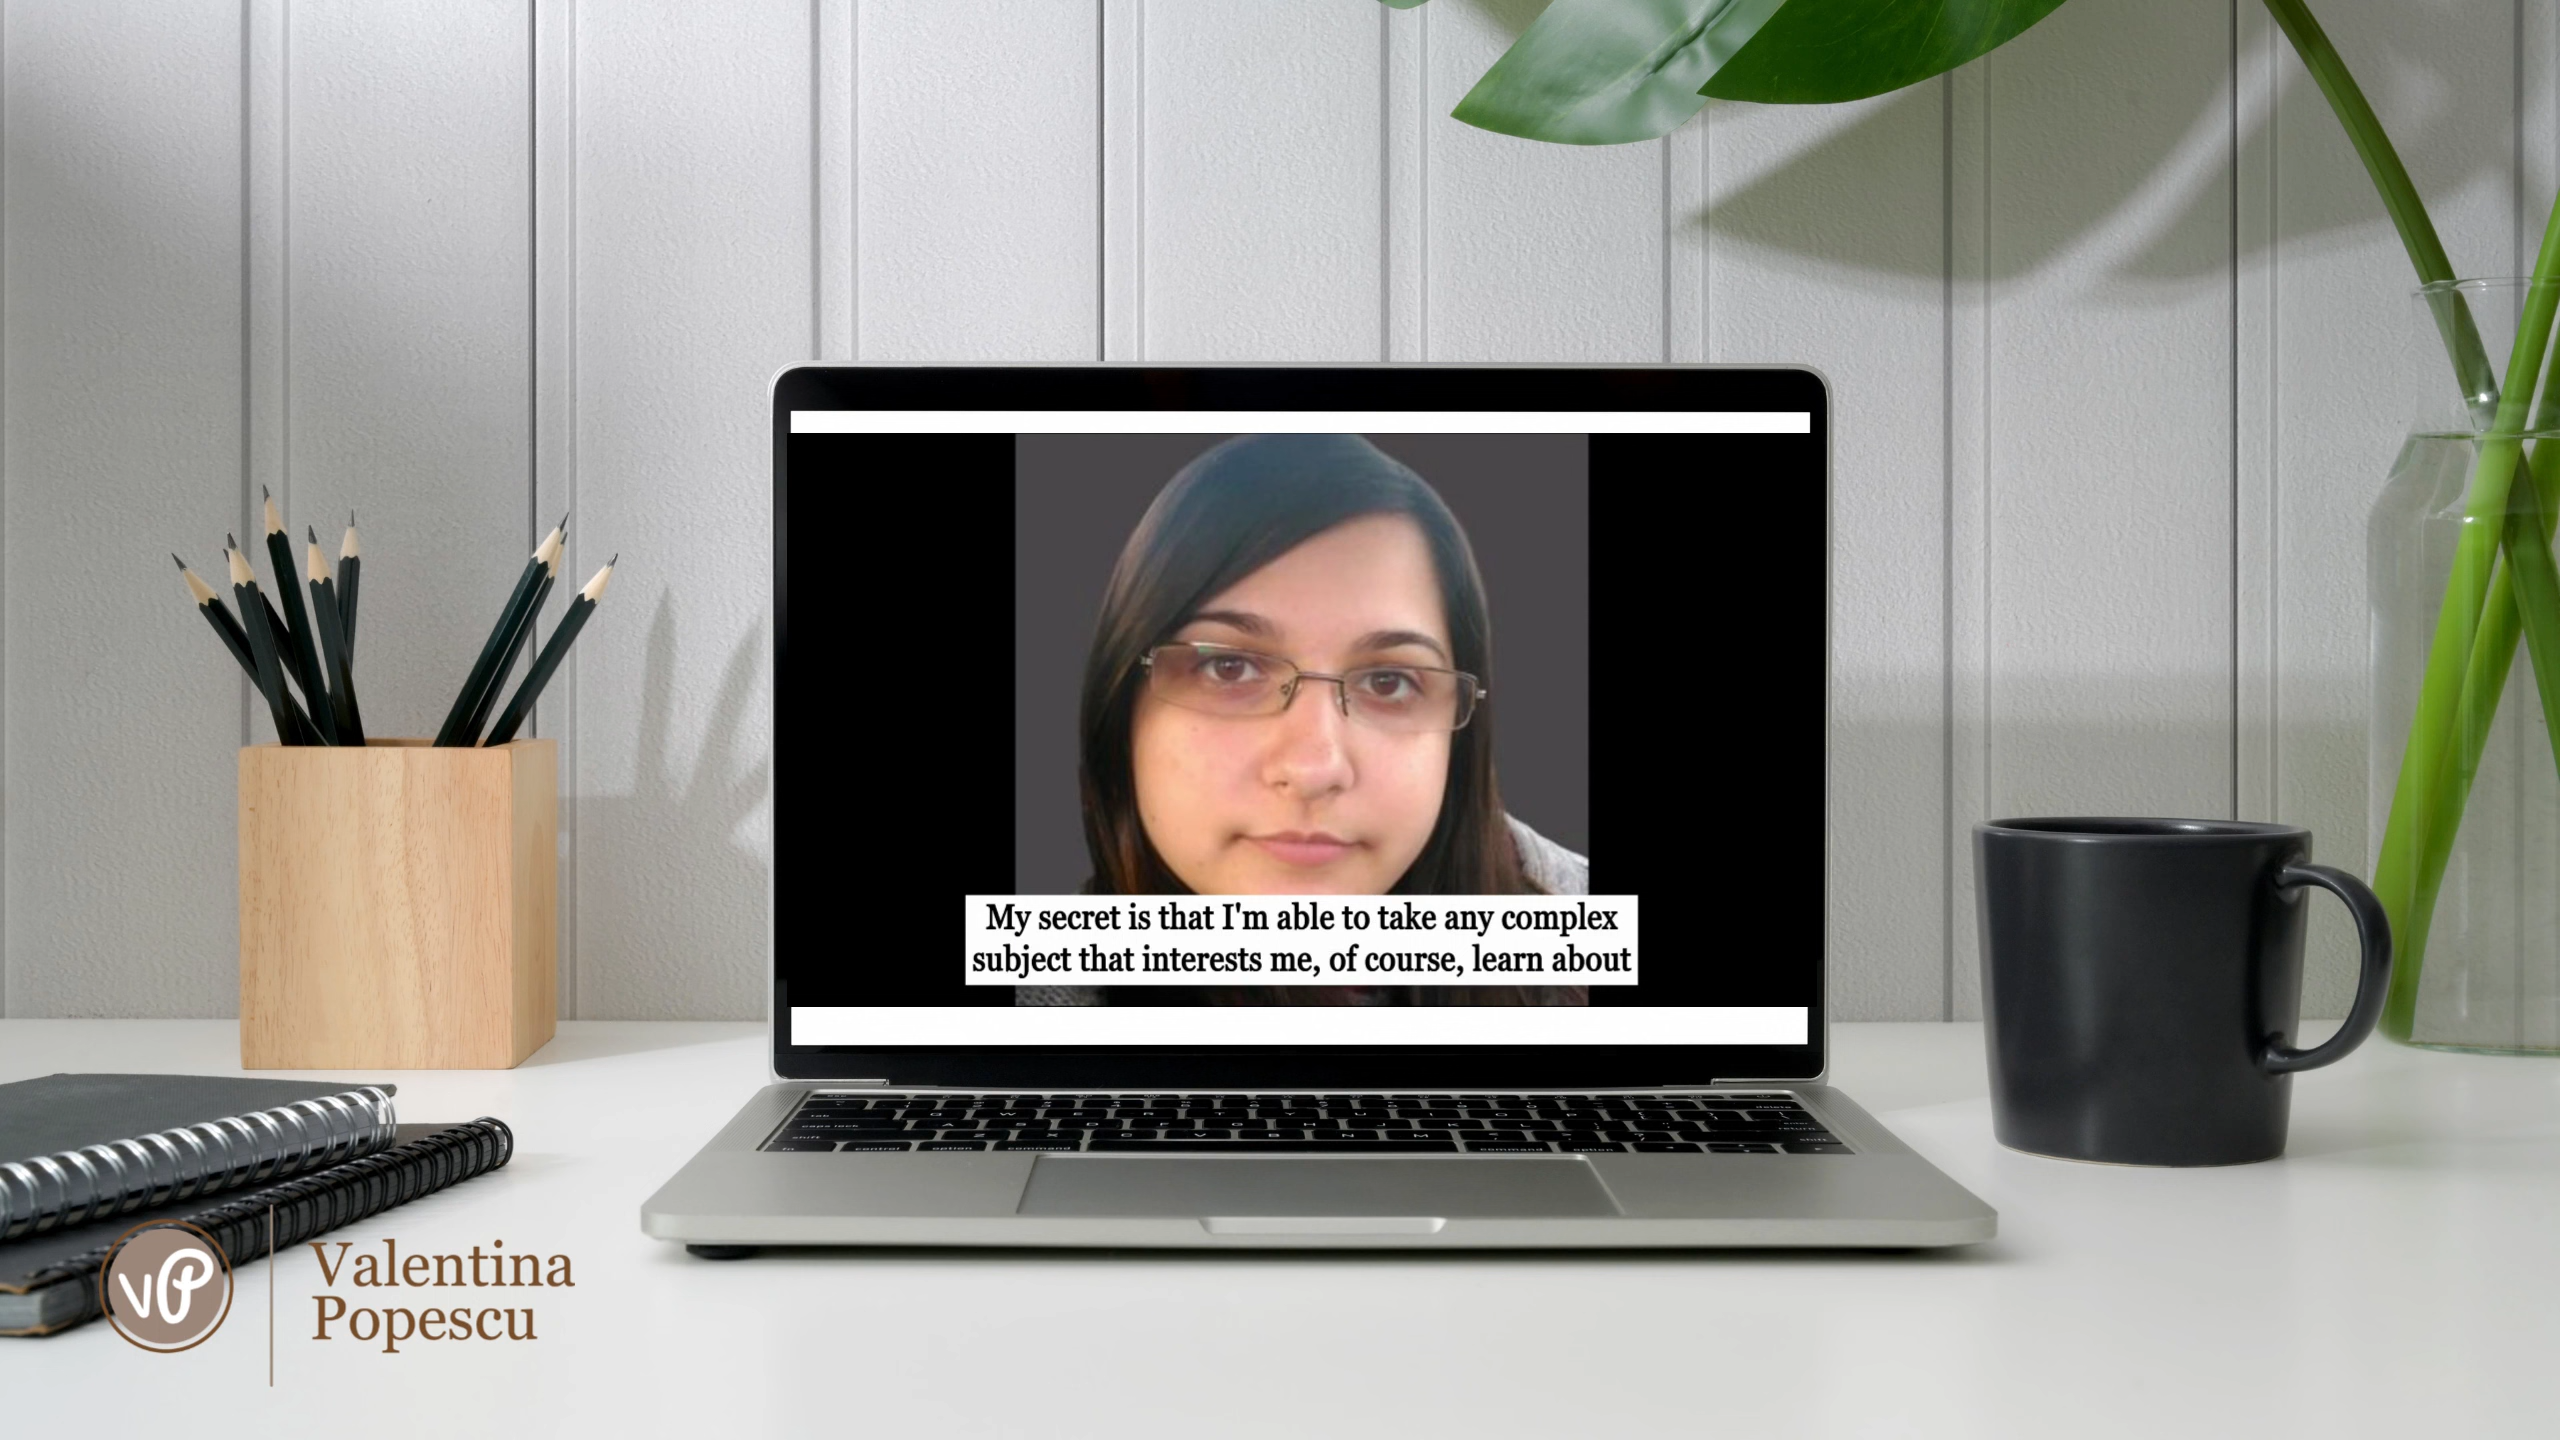 My secret is that I'm able to take any complex
subject that interests me, of course, learn about
VP
Valentina
Popescu